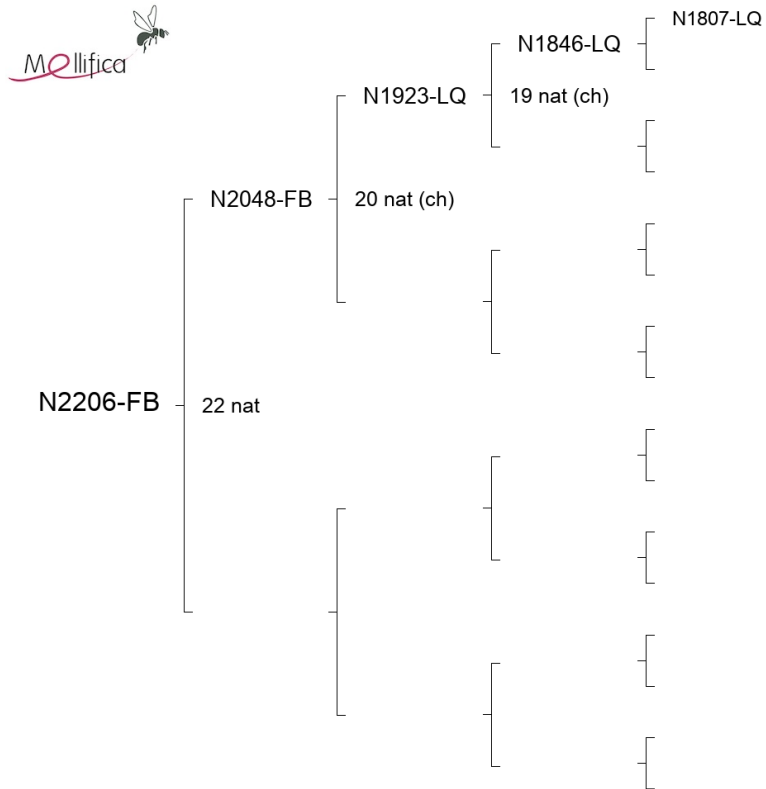 Mellifica
N1807-LQ
N1846-LQ
N1923-LQ
19 nat (ch)
N2048-FB
20 nat (ch)
N2206-FB
22 nat